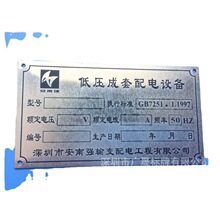 低压成套配电设备
型号 执行标准 GB7251.1.1997
额定电压 V 额定电流 A 频率 50 HZ
编号 生产日期 年 月 日
深圳市安南强输变配电工程有限公司